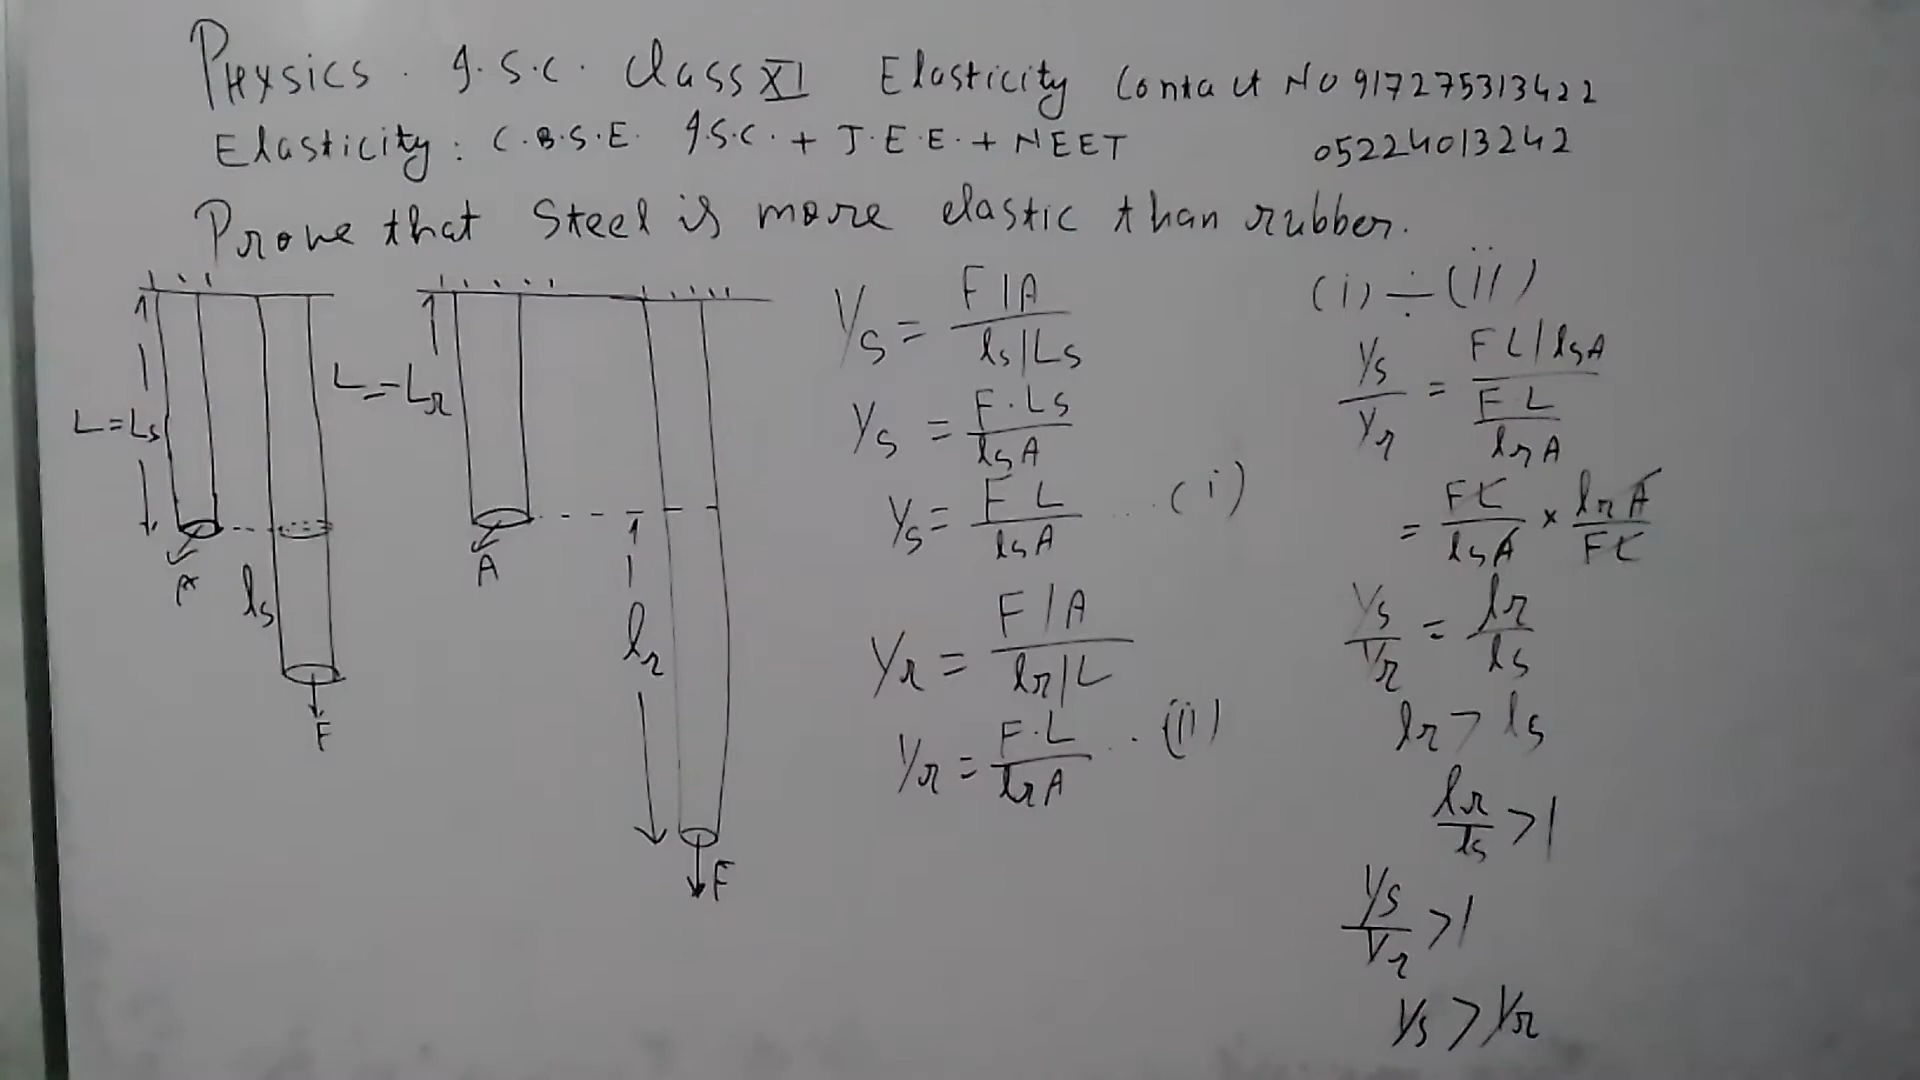 Physics. I.S.C. Class XI Elasticity Contact No 917275313422
Elasticity: C.B.S.E. I.S.C. + J.E.E. + NEET 05224013242
Prove that Steel is more elastic than rubber.
L=Ls
A
ls
F
L=Lr
A
lr
F
Ys = F/A / ls/Ls
Ys = F.Ls / lsA
Ys = FL / lsA ... (i)
Yr = F/A / lr/L
Yr = F.L / lrA ... (ii)
(i) ÷ (ii)
Ys / Yr = FL/lsA / FL / lrA
= FL / lsA × lrA / FL
Ys / Yr = lr / ls
lr > ls
lr / ls > 1
Ys / Yr > 1
Ys > Yr